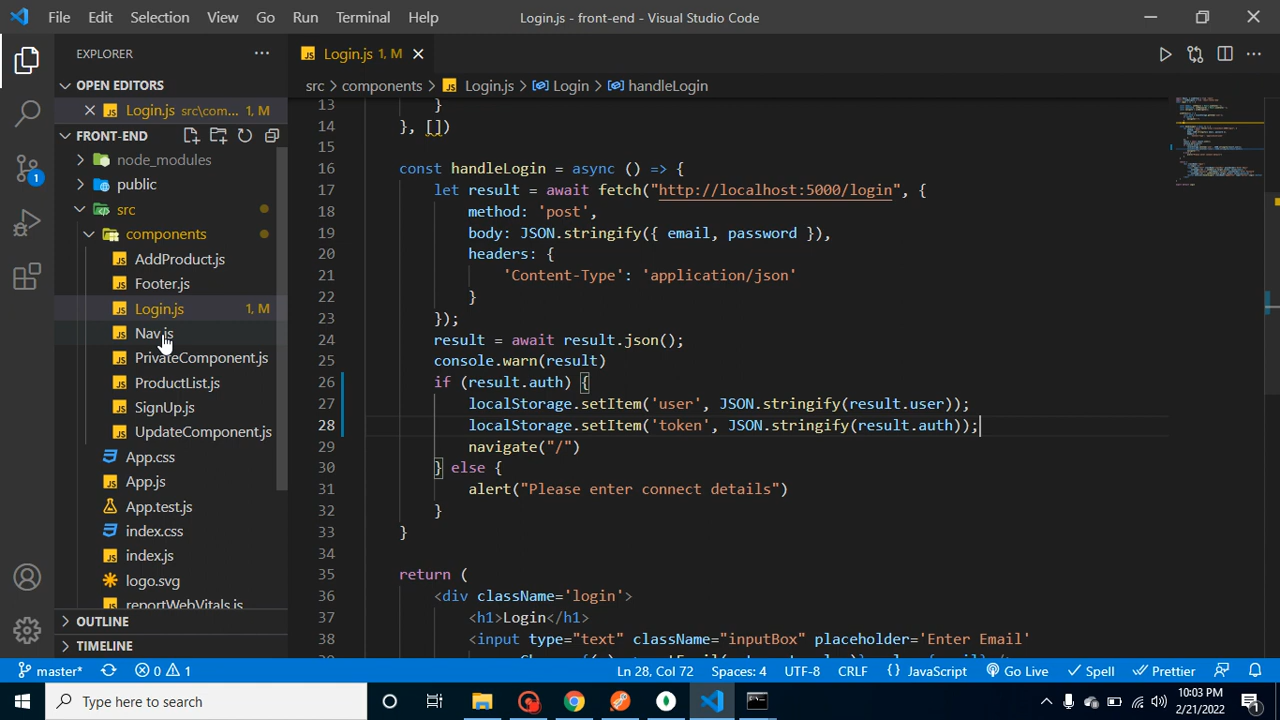 File Edit Selection View Go Run Terminal Help Login.js - front-end - Visual Studio Code
EXPLORER
Login.js 1, M
OPEN EDITORS
Login.js src\com... 1, M
src > components > Login.js > Login > handleLogin
FRONT-END
node_modules
public
src
components
AddProduct.js
Footer.js
Login.js 1, M
Nav.js
PrivateComponent.js
ProductList.js
SignUp.js
UpdateComponent.js
App.css
App.js
App.test.js
index.css
index.js
logo.svg
reportWebVitals.js
OUTLINE
TIMELINE
13 }
14 }, [])
15
16 const handleLogin = async () => {
17 let result = await fetch("http://localhost:5000/login", {
18 method: 'post',
19 body: JSON.stringify({ email, password }),
20 headers: {
21 'Content-Type': 'application/json'
22 }
23 });
24 result = await result.json();
25 console.warn(result)
26 if (result.auth) {
27 localStorage.setItem('user', JSON.stringify(result.user));
28 localStorage.setItem('token', JSON.stringify(result.auth));
29 navigate("/")
30 } else {
31 alert("Please enter connect details")
32 }
33 }
34
35 return (
36 <div className='login'>
37 <h1>Login</h1>
38 <input type="text" className="inputBox" placeholder='Enter Email'
1
master* 0 1 Ln 28, Col 72 Spaces: 4 UTF-8 CRLF JavaScript Go Live Spell Prettier
Type here to search
10:03 PM
2/21/2022
1